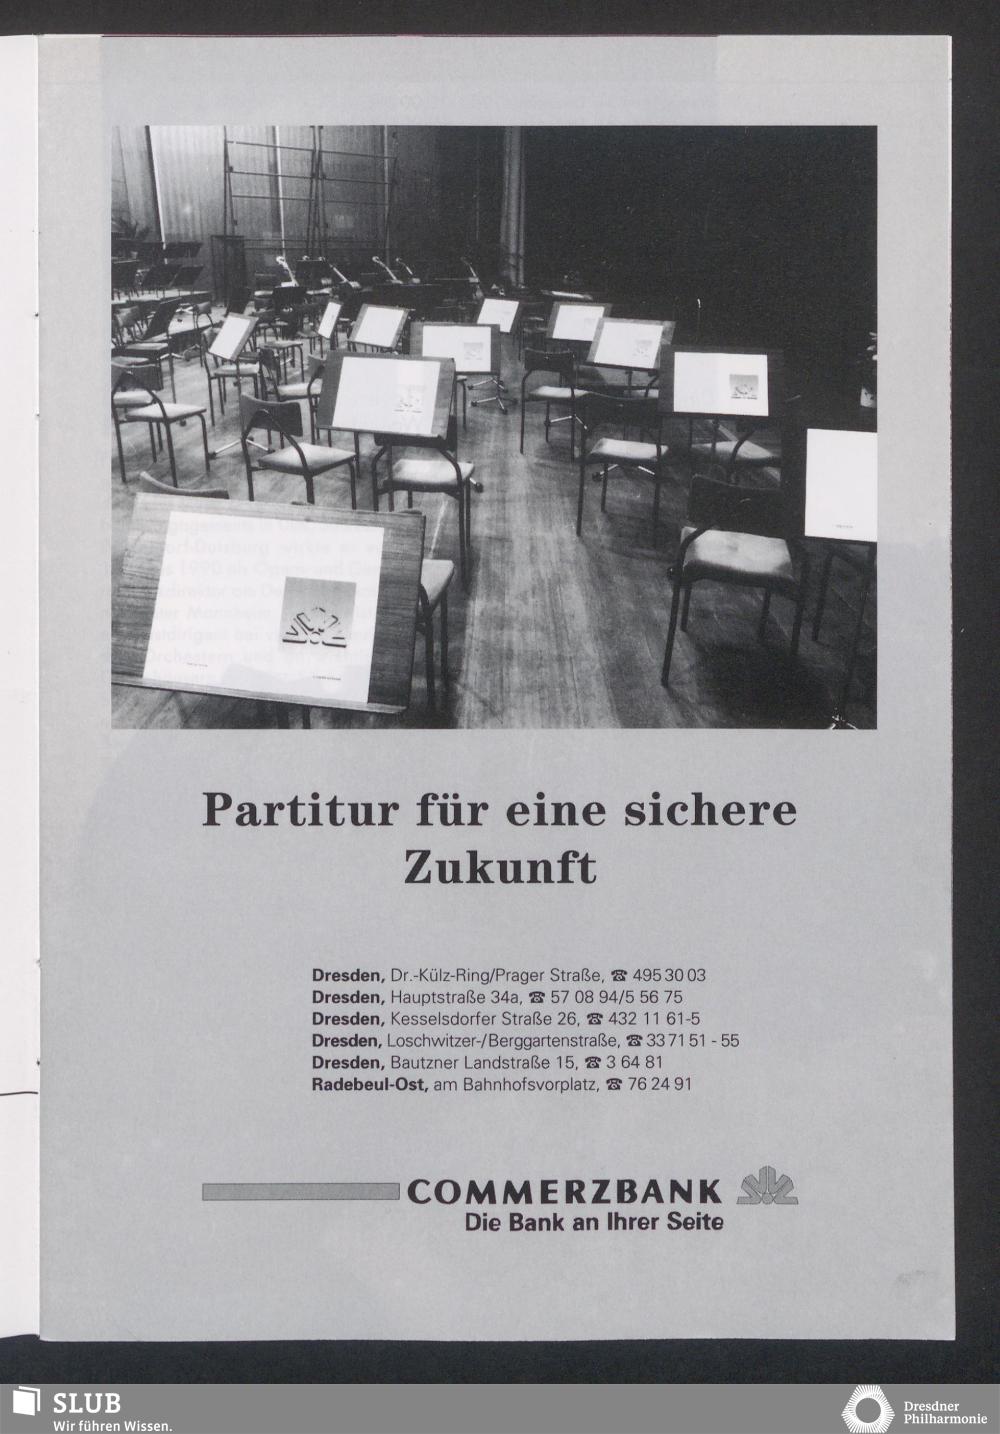 Partitur für eine sichere
Zukunft
Dresden, Dr.-Külz-Ring/Prager Straße, ☎ 495 30 03
Dresden, Hauptstraße 34a, ☎ 57 08 94/5 56 75
Dresden, Kesselsdorfer Straße 26, ☎ 432 11 61-5
Dresden, Loschwitzer-/Berggartenstraße, ☎ 33 71 51 - 55
Dresden, Bautzner Landstraße 15, ☎ 3 64 81
Radebeul-Ost, am Bahnhofsvorplatz, ☎ 76 24 91
COMMERZBANK
Die Bank an Ihrer Seite
SLUB
Wir führen Wissen.
Dresdner
Philharmonie